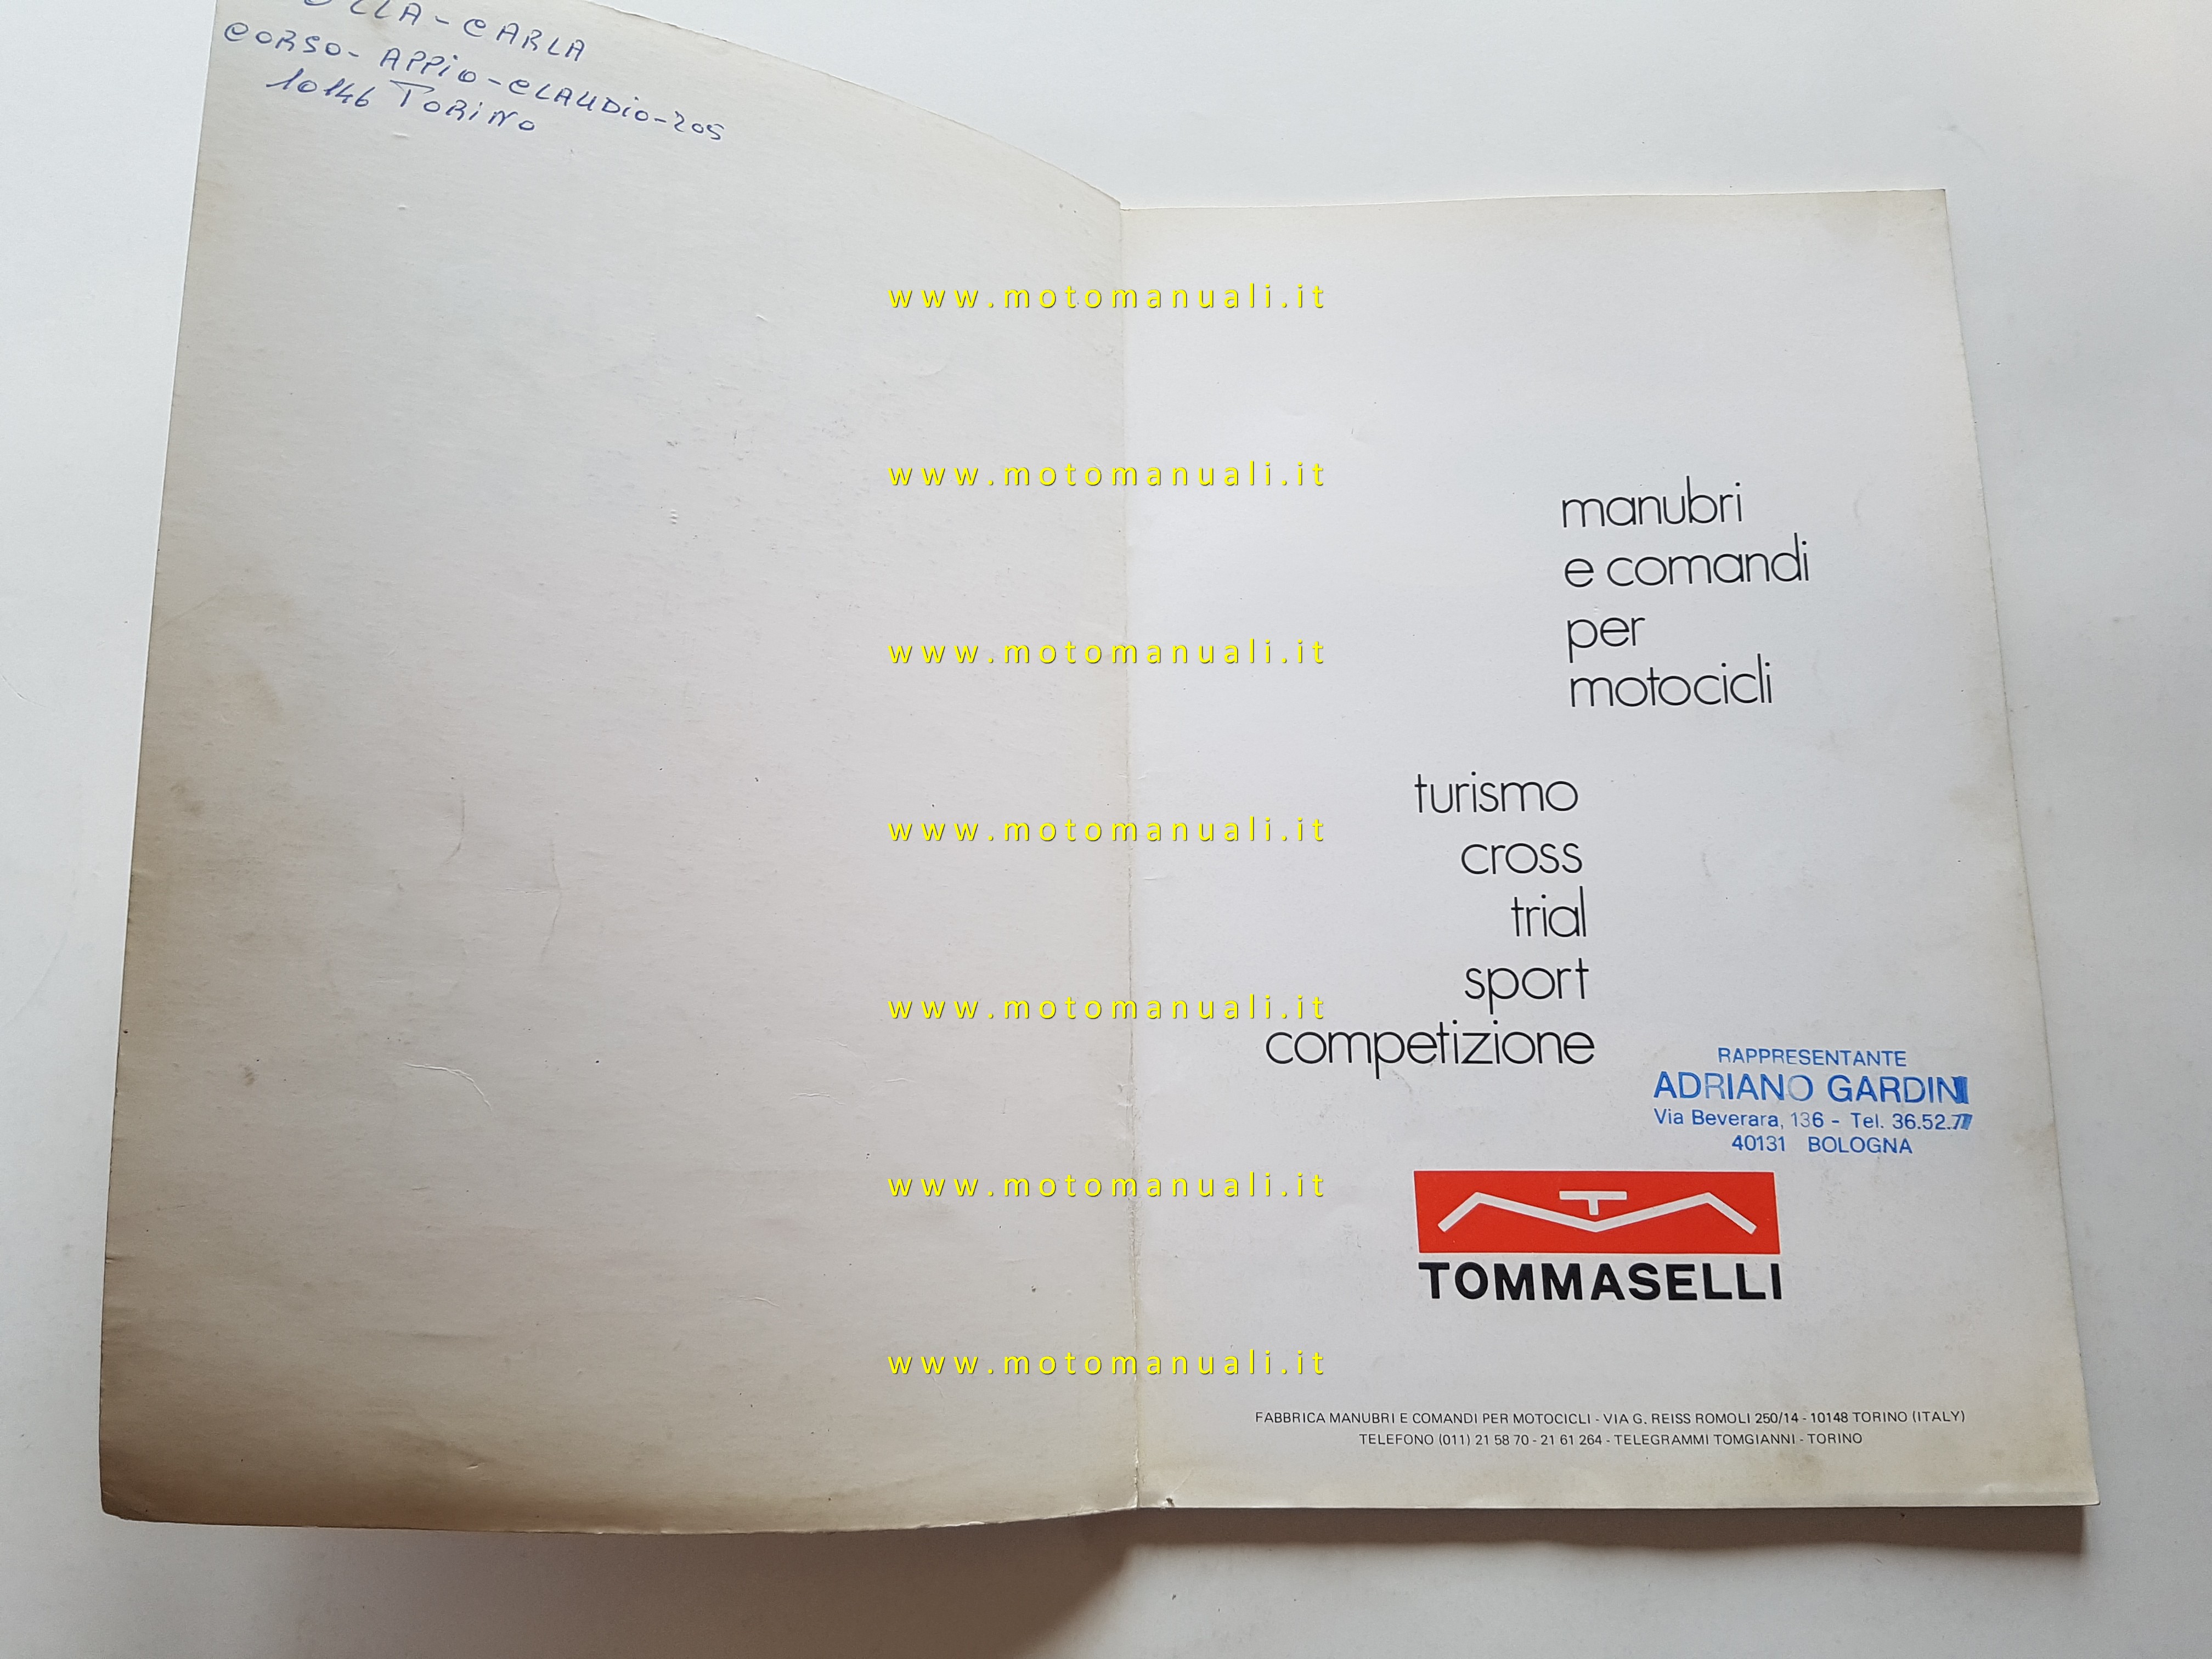 CARLA
CORSO - APPIO - CLAUDIO - 205
10146 TORINO
www.motomanuali.it
www.motomanuali.it
www.motomanuali.it
www.motomanuali.it
www.motomanuali.it
www.motomanuali.it
www.motomanuali.it
manubri
e comandi
per
motocicli
turismo
cross
trial
sport
competizione
RAPPRESENTANTE
ADRIANO GARDINI
Via Beverara, 136 - Tel. 36.52.77
40131 BOLOGNA
TOMMASELLI
FABBRICA MANUBRI E COMANDI PER MOTOCICLI - VIA G. REISS ROMOLI 250/14 - 10148 TORINO (ITALY)
TELEFONO (011) 21 58 70 - 21 61 264 - TELEGRAMMI TOMGIANNI - TORINO